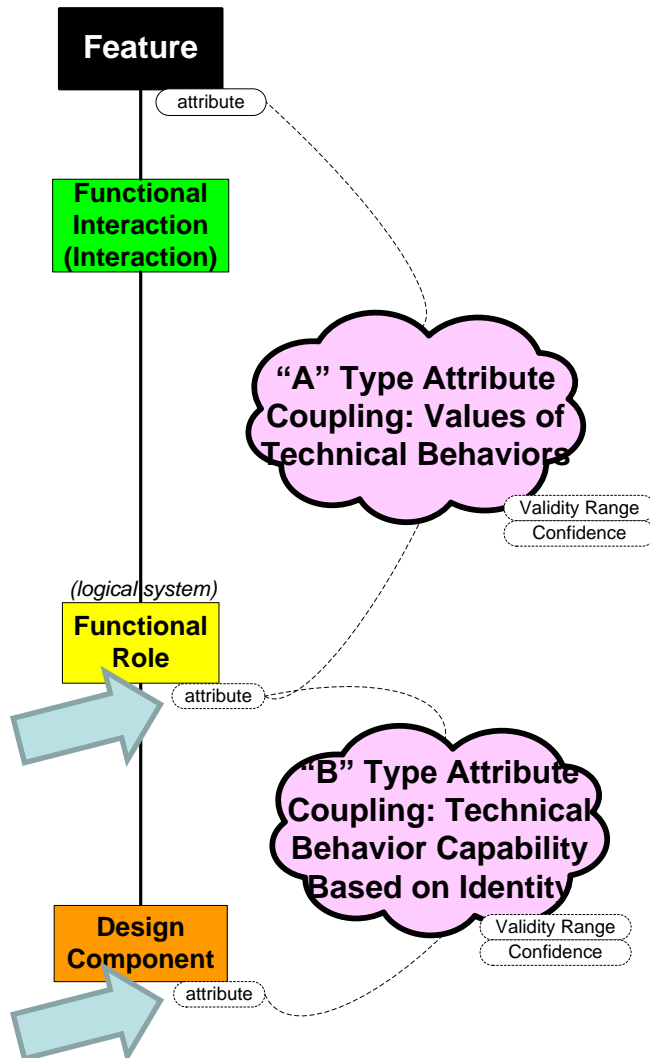 Feature
attribute
Functional
Interaction
(Interaction)
“A” Type Attribute
Coupling: Values of
Technical Behaviors
Validity Range
Confidence
(logical system)
Functional
Role
attribute
“B” Type Attribute
Coupling: Technical
Behavior Capability
Based on Identity
Validity Range
Confidence
Design
Component
attribute